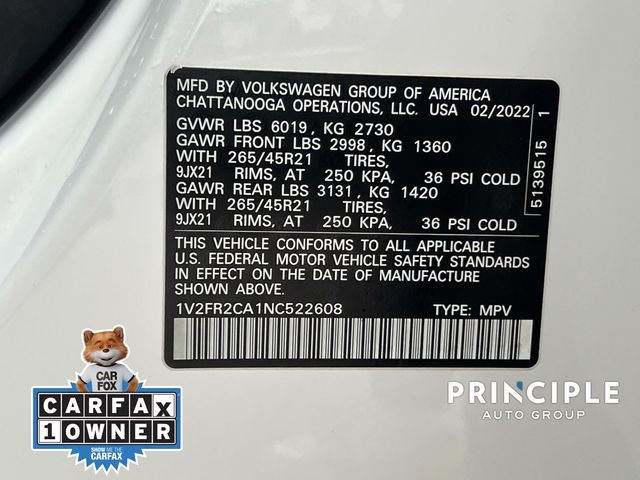 MFD BY VOLKSWAGEN GROUP OF AMERICA
CHATTANOOGA OPERATIONS, LLC. USA 02/2022
GVWR LBS 6019, KG 2730
GAWR FRONT LBS 2998, KG 1360
WITH 265/45R21 TIRES,
9JX21 RIMS, AT 250 KPA, 36 PSI COLD
GAWR REAR LBS 3131, KG 1420
WITH 265/45R21 TIRES,
9JX21 RIMS, AT 250 KPA, 36 PSI COLD
THIS VEHICLE CONFORMS TO ALL APPLICABLE
U.S. FEDERAL MOTOR VEHICLE SAFETY STANDARDS
IN EFFECT ON THE DATE OF MANUFACTURE
SHOWN ABOVE.
1V2FR2CA1NC522608 TYPE: MPV
5139515 1
CAR
FOX
CARFAX
1 OWNER
SHOW ME THE
CARFAX
PRINCIPLE
AUTO GROUP